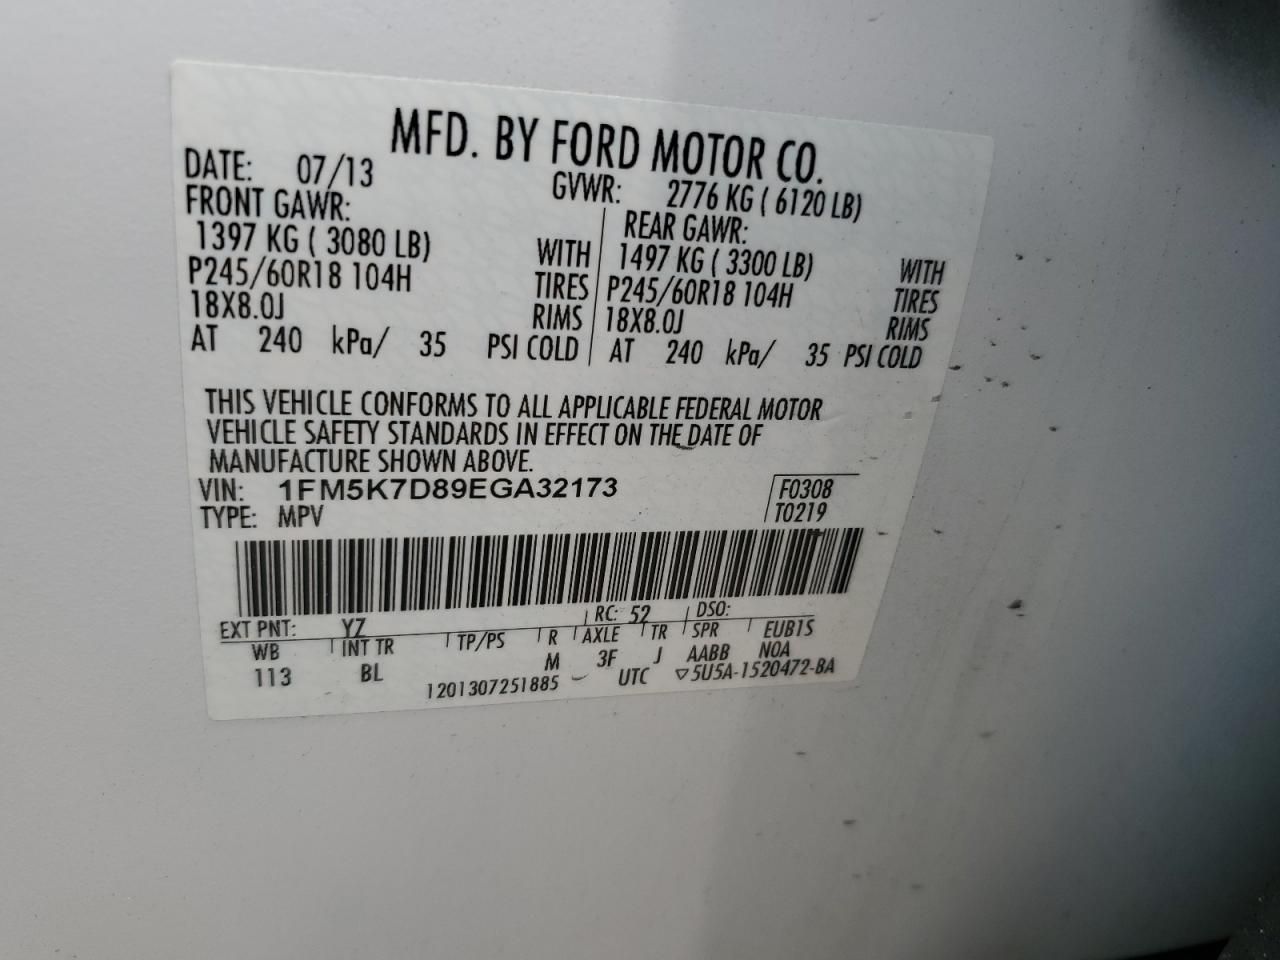 MFD. BY FORD MOTOR CO.
DATE: 07/13 GVWR: 2776 KG ( 6120 LB)
FRONT GAWR: REAR GAWR:
1397 KG ( 3080 LB) WITH 1497 KG ( 3300 LB) WITH
P245/60R18 104H TIRES P245/60R18 104H TIRES
18X8.0J RIMS 18X8.0J RIMS
AT 240 kPa/ 35 PSI COLD AT 240 kPa/ 35 PSI COLD
THIS VEHICLE CONFORMS TO ALL APPLICABLE FEDERAL MOTOR
VEHICLE SAFETY STANDARDS IN EFFECT ON THE DATE OF
MANUFACTURE SHOWN ABOVE.
VIN: 1FM5K7D89EGA32173 F0308
TYPE: MPV T0219
EXT PNT: YZ RC: 52 DSO:
WB INT TR TP/PS R AXLE TR SPR EUB1S
113 BL M 3F J AABB NOA
1201307251885 UTC ▽5U5A-1520472-BA